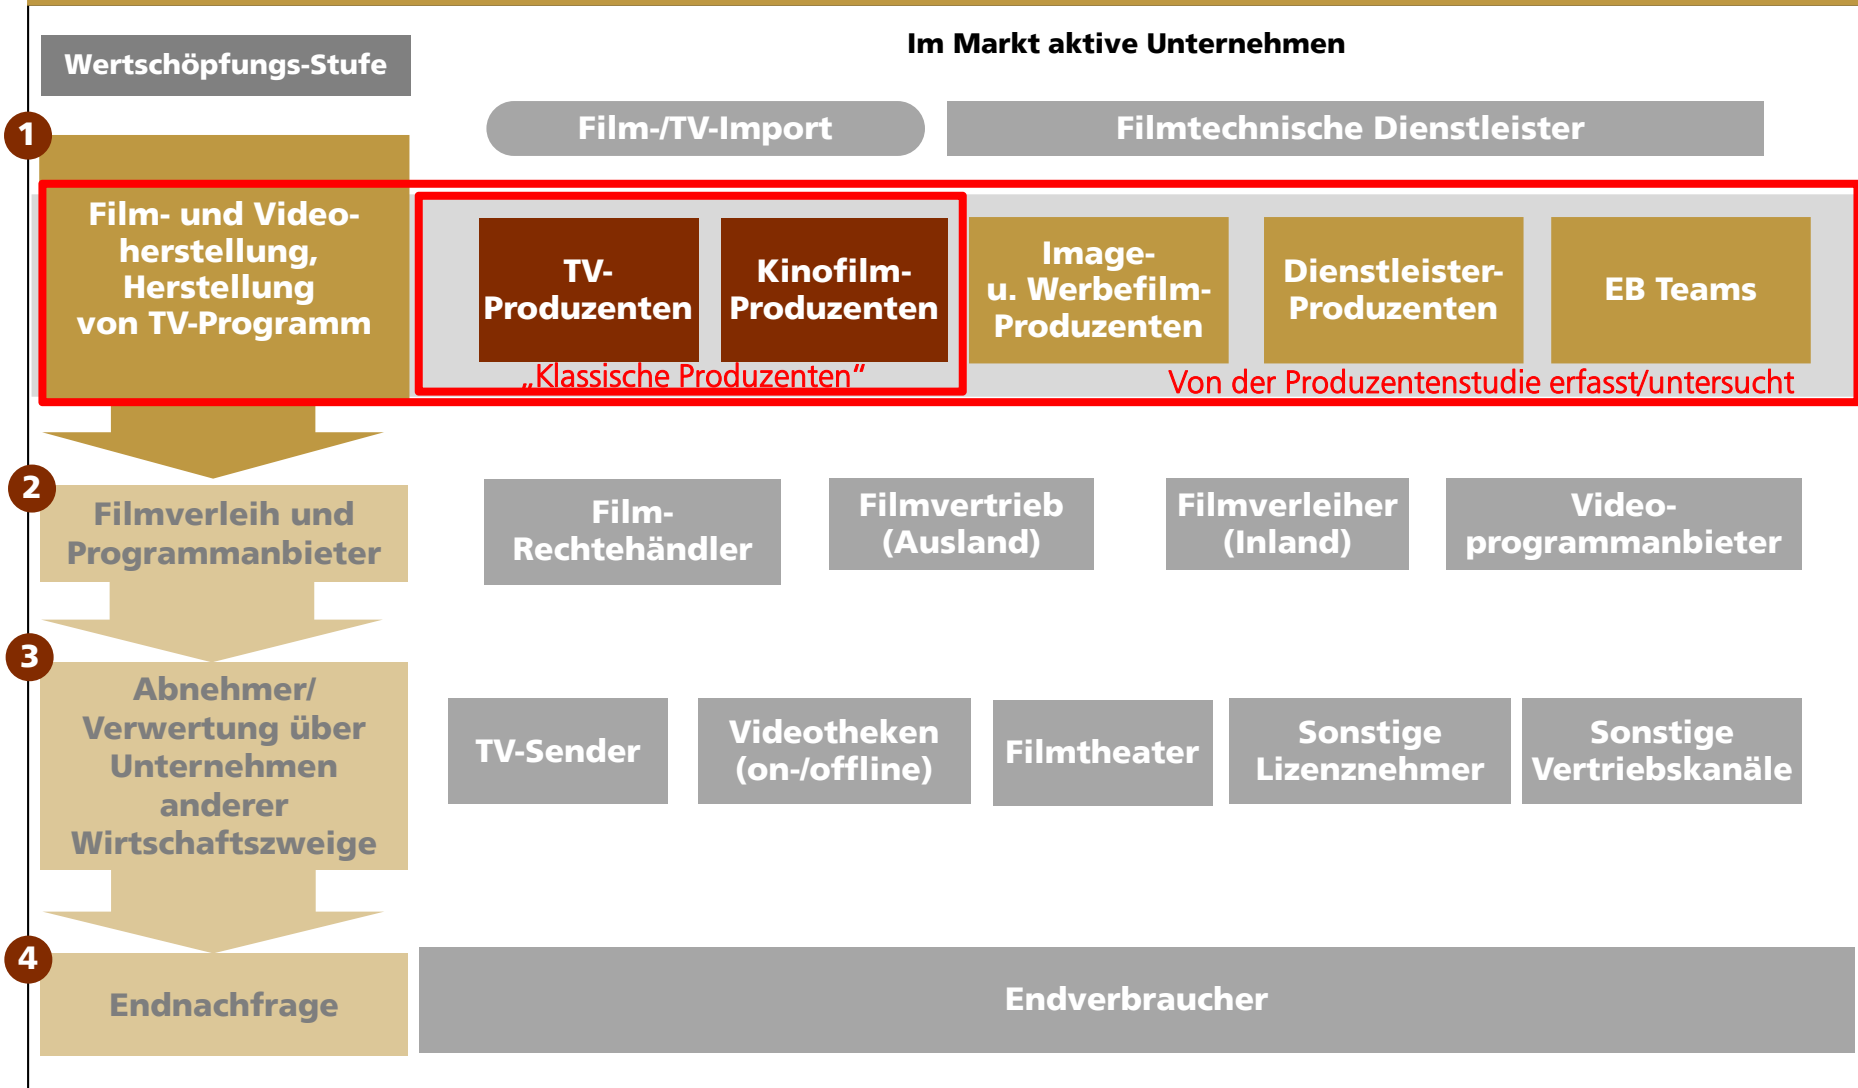 Wertschöpfungs-Stufe
Im Markt aktive Unternehmen
Film-/TV-Import
Filmtechnische Dienstleister
1
Film- und Video-
herstellung,
Herstellung
von TV-Programm
TV-
Produzenten
Kinofilm-
Produzenten
Image-
u. Werbefilm-
Produzenten
Dienstleister-
Produzenten
EB Teams
„Klassische Produzenten“
Von der Produzentenstudie erfasst/untersucht
2
Filmverleih und
Programmanbieter
Film-
Rechtehändler
Filmvertrieb
(Ausland)
Filmverleiher
(Inland)
Video-
programmanbieter
3
Abnehmer/
Verwertung über
Unternehmen
anderer
Wirtschaftszweige
TV-Sender
Videotheken
(on-/offline)
Filmtheater
Sonstige
Lizenznehmer
Sonstige
Vertriebskanäle
4
Endnachfrage
Endverbraucher